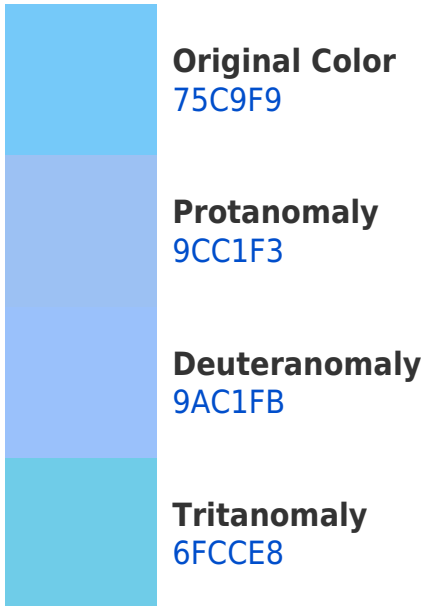 Original Color
75C9F9
Protanomaly
9CC1F3
Deuteranomaly
9AC1FB
Tritanomaly
6FCCE8